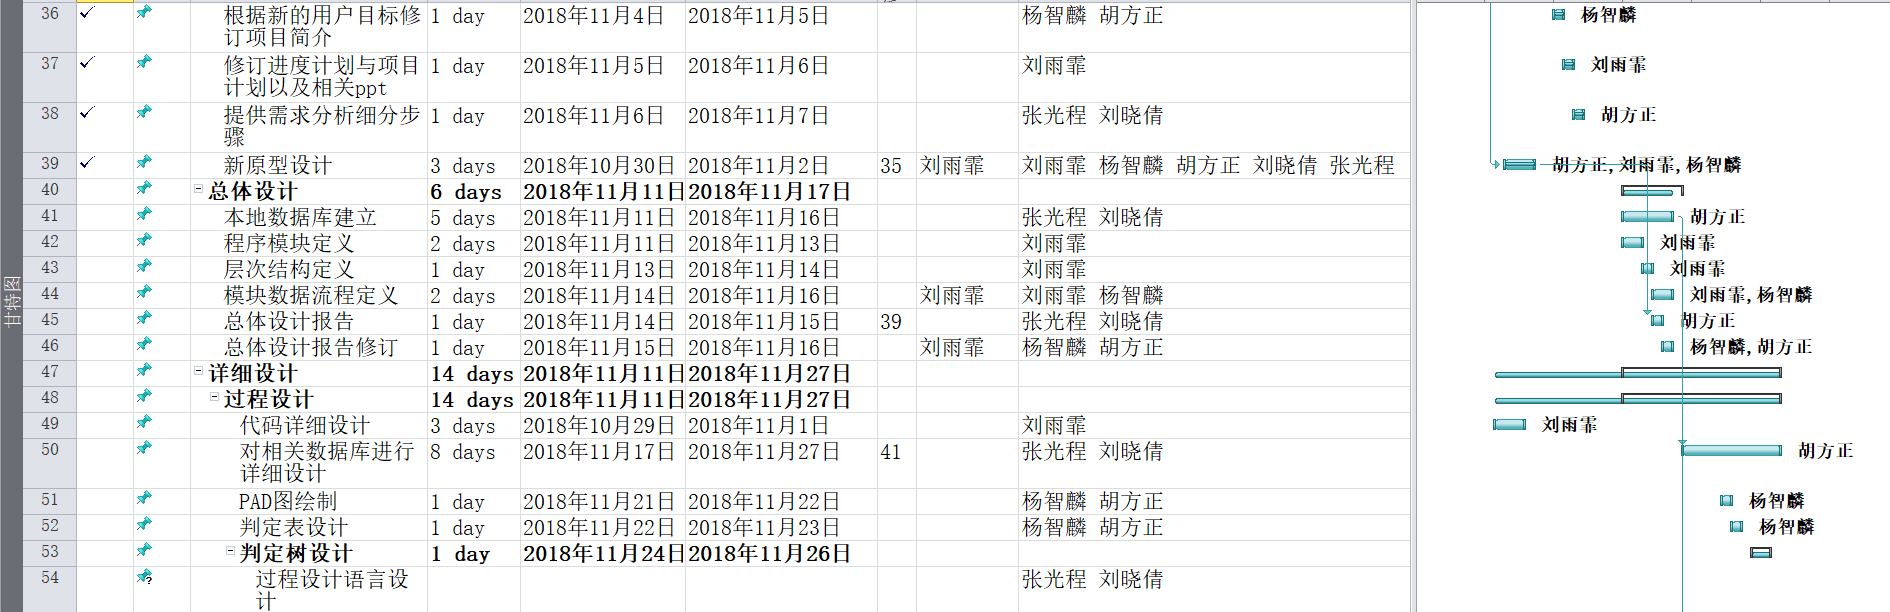 36 根据新的用户目标修 1 day 2018年11月4日 2018年11月5日 杨智麟 胡方正 杨智麟
订项目简介
37 修订进度计划与项目 1 day 2018年11月5日 2018年11月6日 刘雨霏 刘雨霏
计划以及相关ppt
38 提供需求分析细分步 1 day 2018年11月6日 2018年11月7日 张光程 刘晓倩 胡方正
骤
39 新原型设计 3 days 2018年10月30日 2018年11月2日 35 刘雨霏 刘雨霏 杨智麟 胡方正 刘晓倩 张光程 胡方正,刘雨霏,杨智麟
40 总体设计 6 days 2018年11月11日 2018年11月17日
41 本地数据库建立 5 days 2018年11月11日 2018年11月16日 张光程 刘晓倩 胡方正
42 程序模块定义 2 days 2018年11月11日 2018年11月13日 刘雨霏 刘雨霏
43 层次结构定义 1 day 2018年11月13日 2018年11月14日 刘雨霏 刘雨霏
44 模块数据流程定义 2 days 2018年11月14日 2018年11月16日 刘雨霏 刘雨霏 杨智麟 刘雨霏,杨智麟
45 总体设计报告 1 day 2018年11月14日 2018年11月15日 39 张光程 刘晓倩 胡方正
46 总体设计报告修订 1 day 2018年11月15日 2018年11月16日 刘雨霏 杨智麟 胡方正 杨智麟,胡方正
47 详细设计 14 days 2018年11月11日 2018年11月27日
48 过程设计 14 days 2018年11月11日 2018年11月27日
49 代码详细设计 3 days 2018年10月29日 2018年11月1日 刘雨霏 刘雨霏
50 对相关数据库进行 8 days 2018年11月17日 2018年11月27日 41 张光程 刘晓倩 胡方正
详细设计
51 PAD图绘制 1 day 2018年11月21日 2018年11月22日 杨智麟 胡方正 杨智麟
52 判定表设计 1 day 2018年11月22日 2018年11月23日 杨智麟 胡方正 杨智麟
53 判定树设计 1 day 2018年11月24日 2018年11月26日
54 过程设计语言设 张光程 刘晓倩
计
甘特图